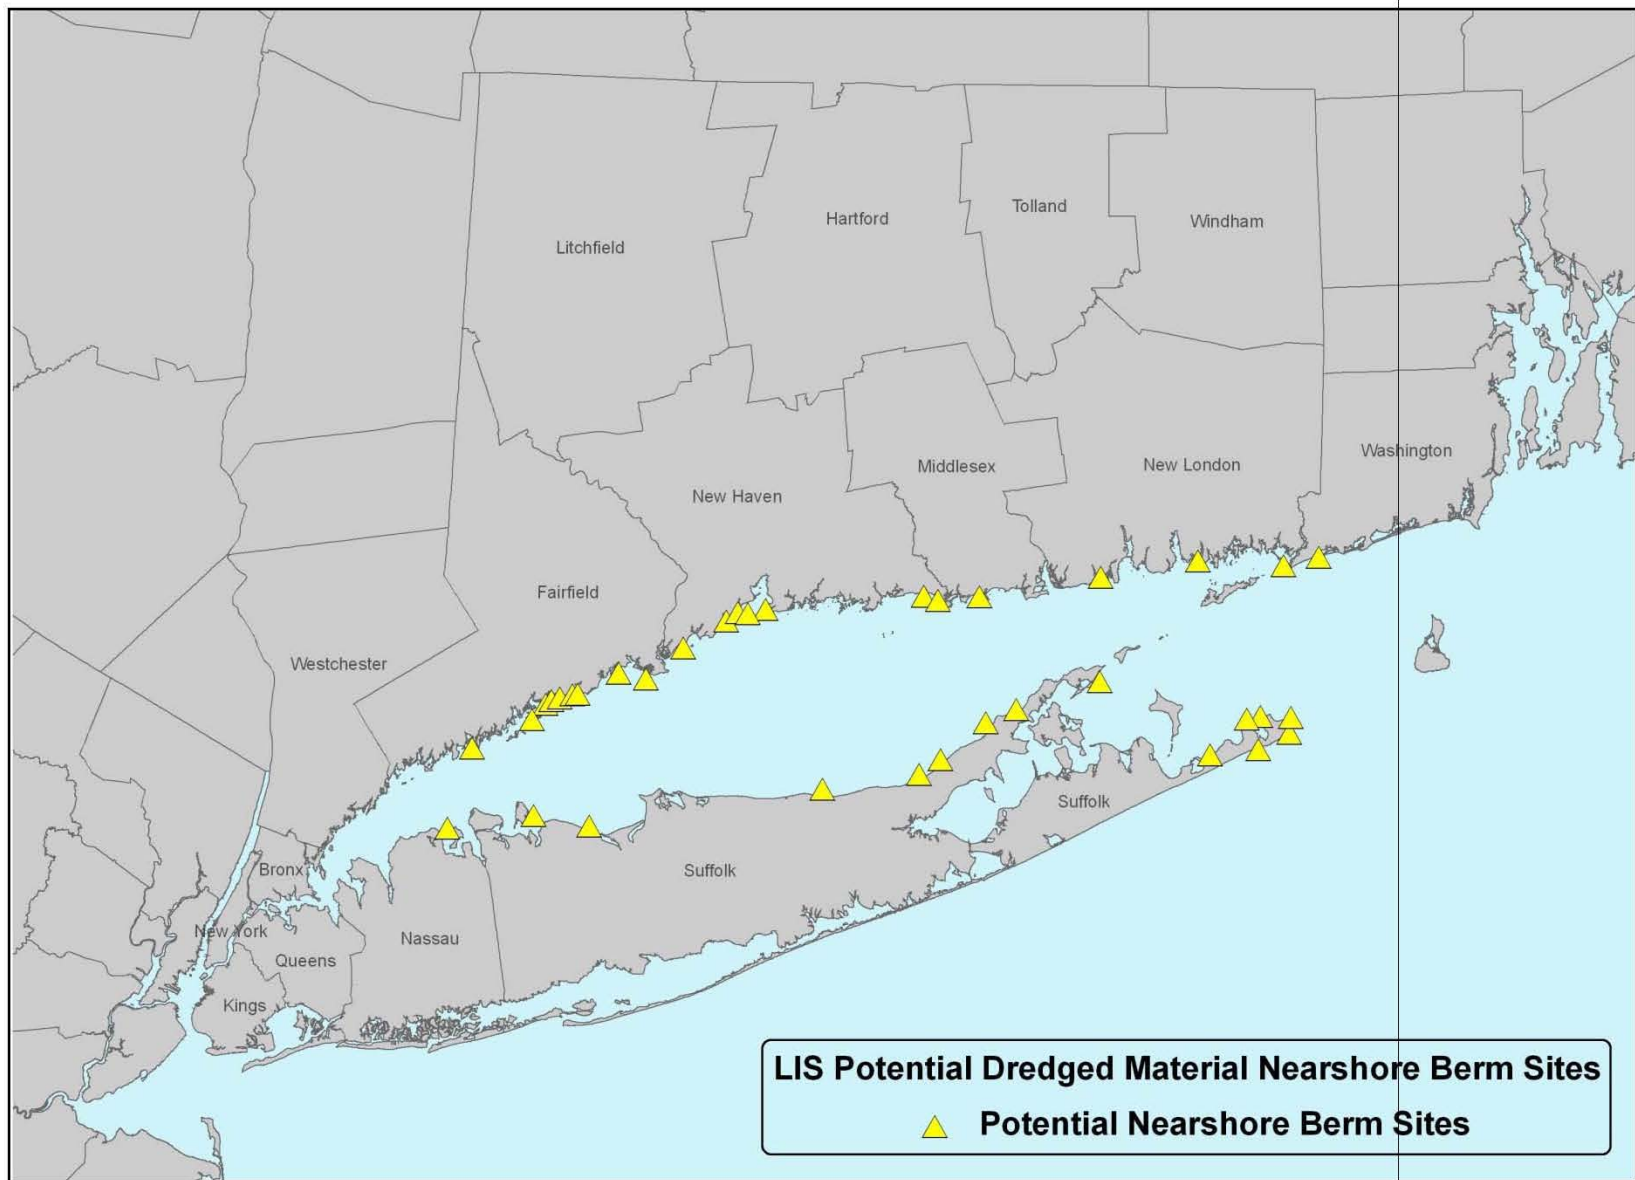 Tolland
Hartford
Windham
Litchfield
Washington
New London
Middlesex
New Haven
Fairfield
Westchester
Suffolk
Bronx
Suffolk
New York
Nassau
Queens
Kings
LIS Potential Dredged Material Nearshore Berm Sites
Potential Nearshore Berm Sites